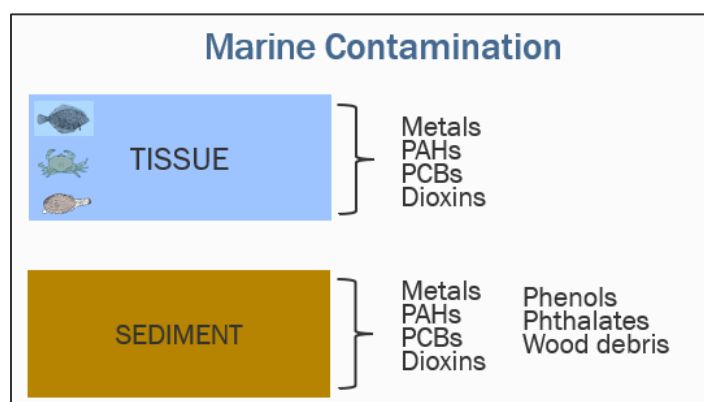 Marine Contamination
TISSUE
Metals
PAHs
PCBs
Dioxins
SEDIMENT
Metals
PAHs
PCBs
Dioxins
Phenols
Phthalates
Wood debris